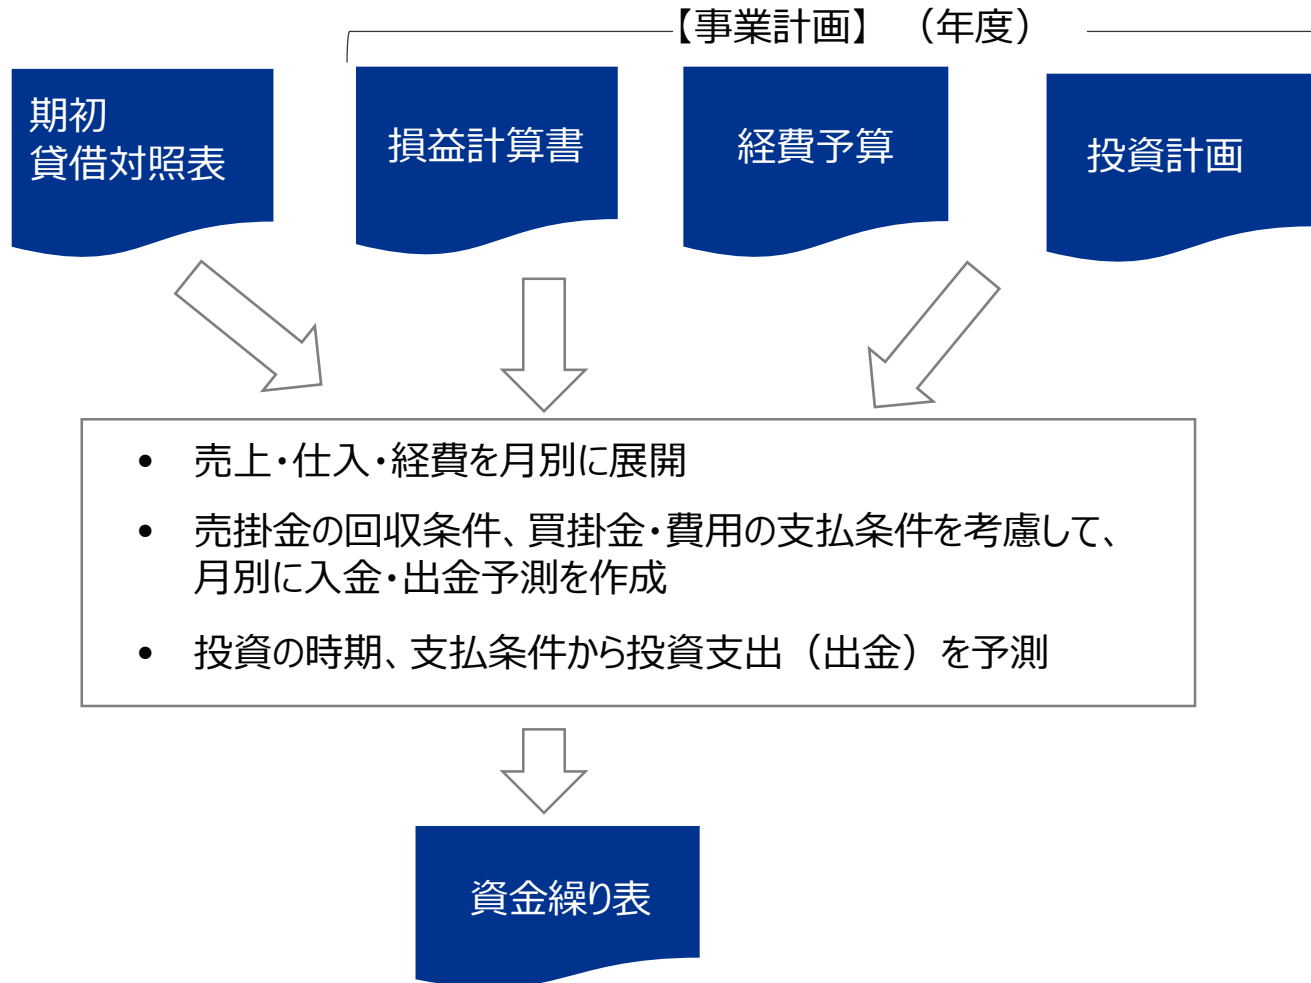 【事業計画】 （年度）
期初
貸借対照表
損益計算書
経費予算
投資計画
• 売上・仕入・経費を月別に展開
• 売掛金の回収条件、買掛金・費用の支払条件を考慮して、
月別に入金・出金予測を作成
• 投資の時期、支払条件から投資支出（出金）を予測
資金繰り表